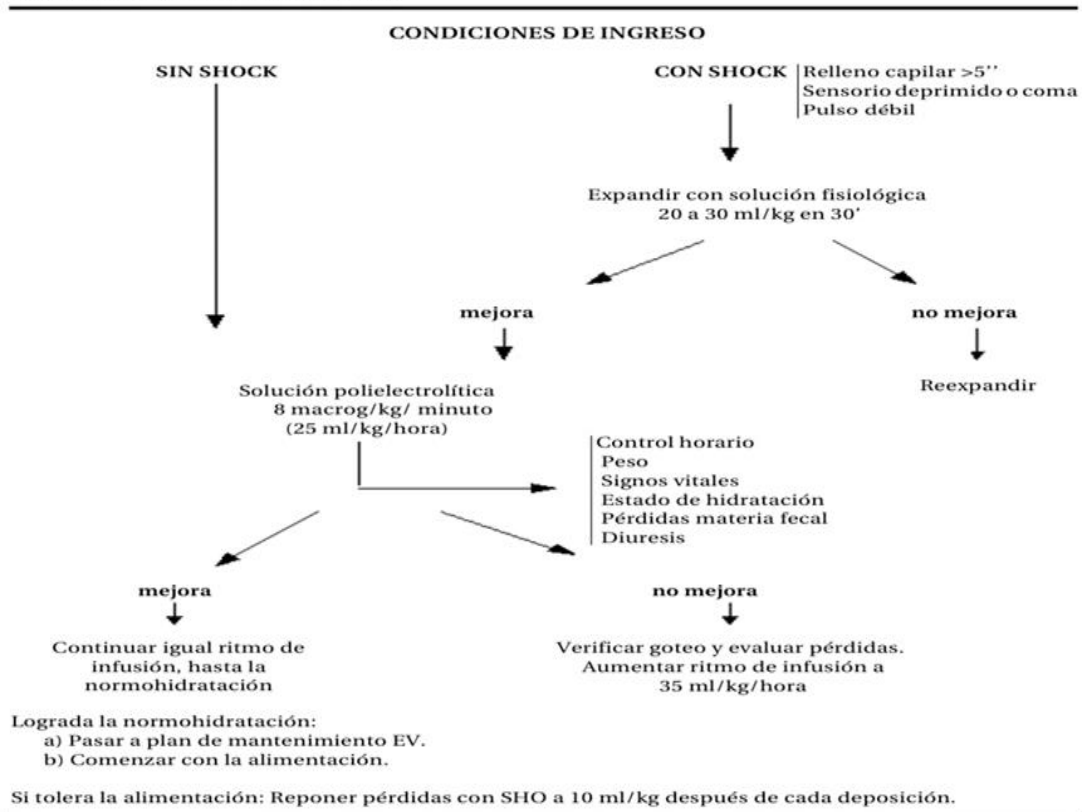 CONDICIONES DE INGRESO
SIN SHOCK
CON SHOCK
Relleno capilar >5’’
Sensorio deprimido o coma
Pulso débil
Expandir con solución fisiológica
20 a 30 ml/kg en 30’
mejora
no mejora
Reexpandir
Solución polielectrolítica
8 macrog/kg/ minuto
(25 ml/kg/hora)
Control horario
Peso
Signos vitales
Estado de hidratación
Pérdidas materia fecal
Diuresis
mejora
no mejora
Continuar igual ritmo de
infusión, hasta la
normohidratación
Verificar goteo y evaluar pérdidas.
Aumentar ritmo de infusión a
35 ml/kg/hora
Lograda la normohidratación:
a) Pasar a plan de mantenimiento EV.
b) Comenzar con la alimentación.
Si tolera la alimentación: Reponer pérdidas con SHO a 10 ml/kg después de cada deposición.